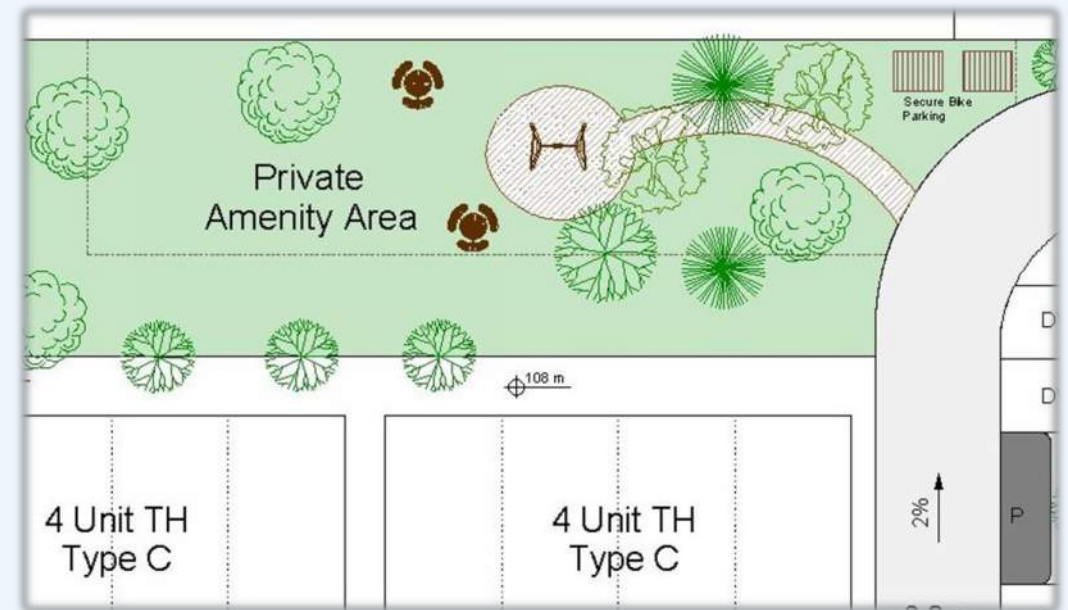 Secure Bike
Parking
Private
Amenity Area
D
108 m
D
4 Unit TH
Type C
4 Unit TH
Type C
2%
P